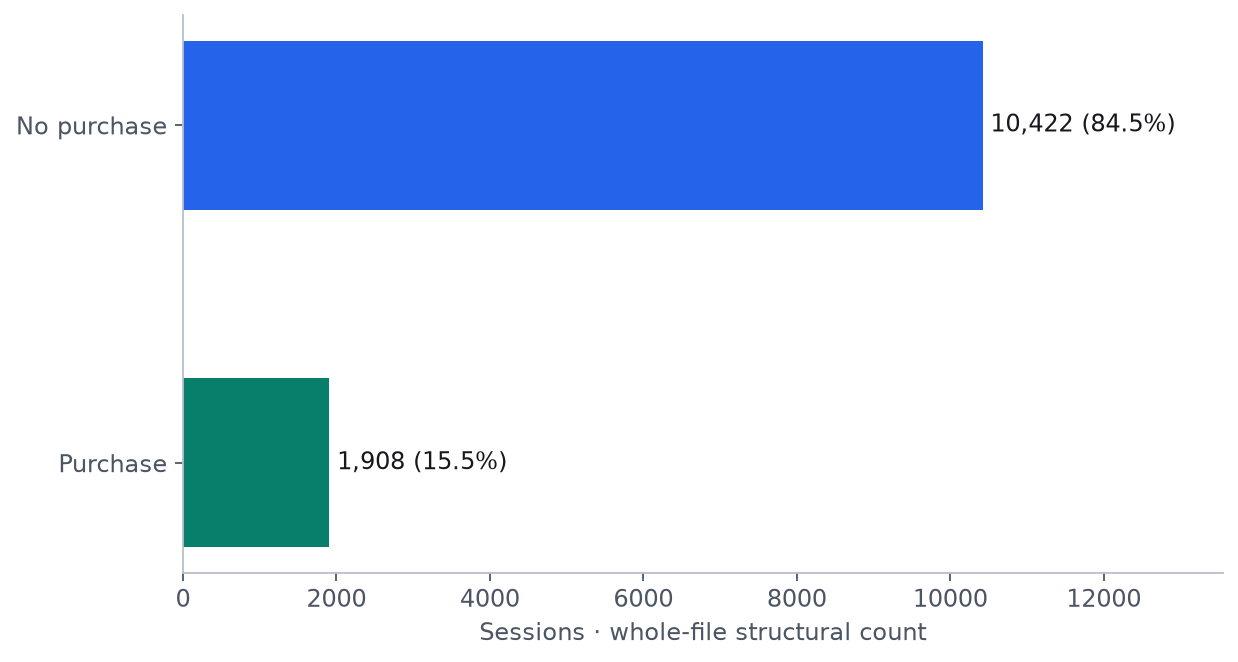 No purchase
10,422 (84.5%)
Purchase
1,908 (15.5%)
0 2000 4000 6000 8000 10000 12000
Sessions · whole-file structural count